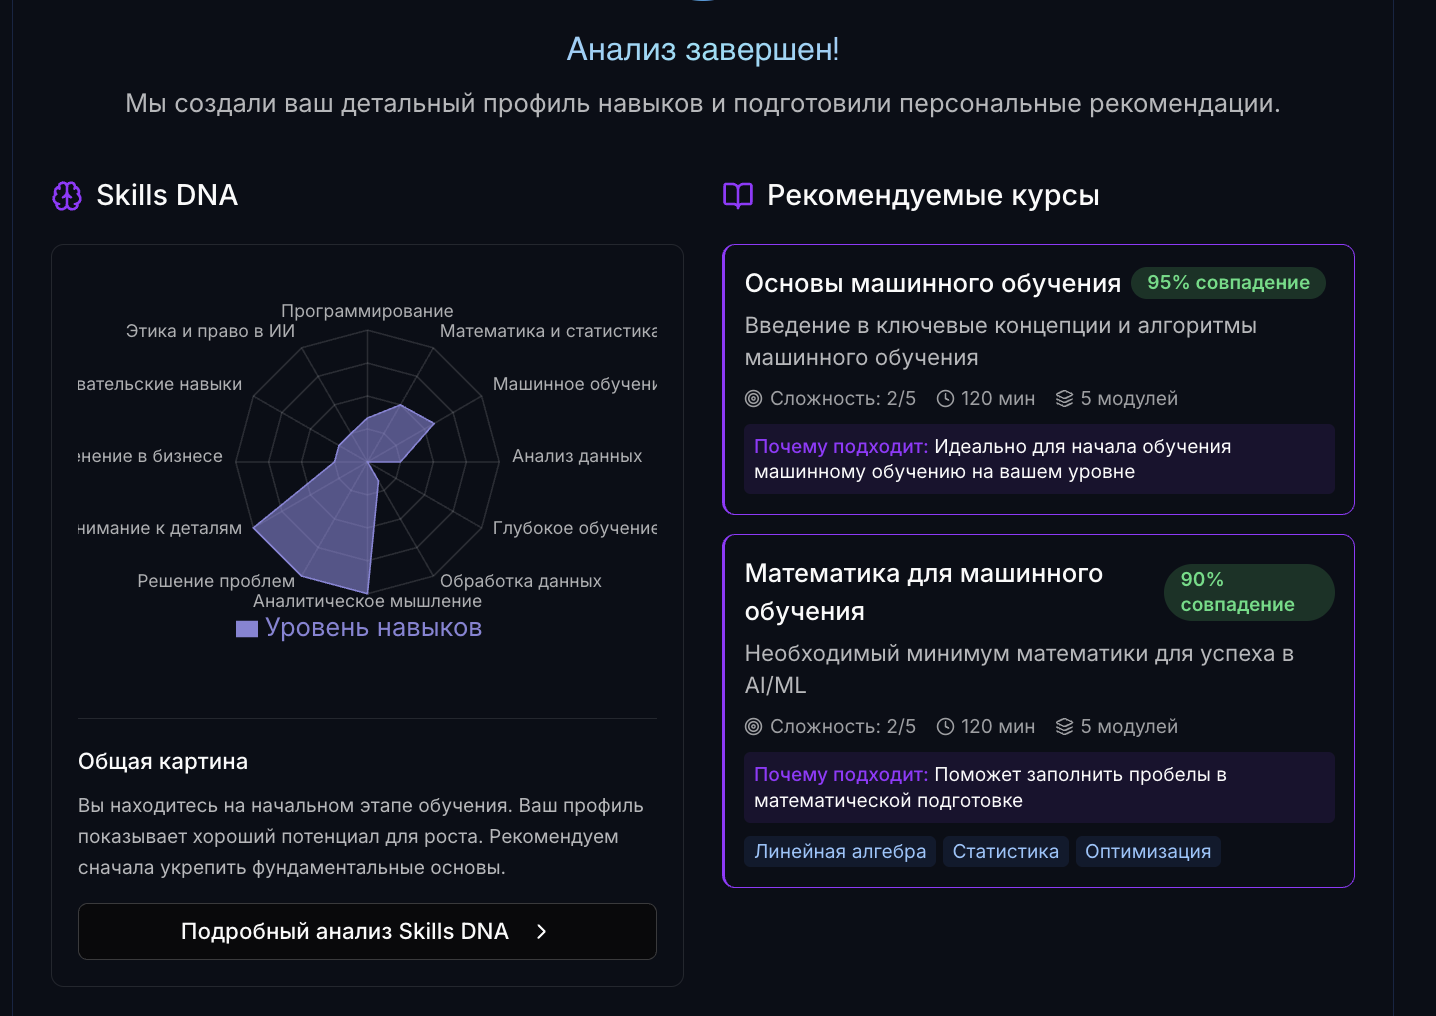 Анализ завершен!
Мы создали ваш детальный профиль навыков и подготовили персональные рекомендации.
Skills DNA
Программирование
Этика и право в ИИ
Математика и статистика
вательские навыки
Машинное обучени
нение в бизнесе
Анализ данных
нимание к деталям
Глубокое обучение
Решение проблем
Обработка данных
Аналитическое мышление
Уровень навыков
Общая картина
Вы находитесь на начальном этапе обучения. Ваш профиль
показывает хороший потенциал для роста. Рекомендуем
сначала укрепить фундаментальные основы.
Подробный анализ Skills DNA
Рекомендуемые курсы
Основы машинного обучения
95% совпадение
Введение в ключевые концепции и алгоритмы
машинного обучения
Сложность: 2/5 120 мин 5 модулей
Почему подходит: Идеально для начала обучения
машинному обучению на вашем уровне
Математика для машинного
обучения
90%
совпадение
Необходимый минимум математики для успеха в
AI/ML
Сложность: 2/5 120 мин 5 модулей
Почему подходит: Поможет заполнить пробелы в
математической подготовке
Линейная алгебра Статистика Оптимизация